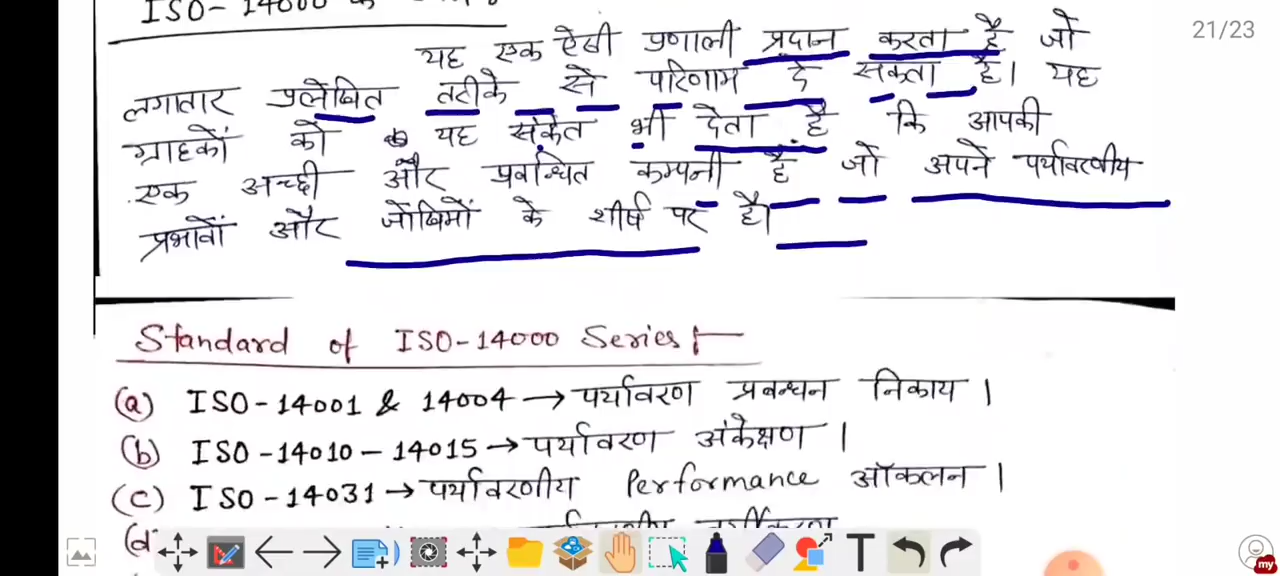 ISO-14000
21/23
यह एक ऐसी प्रणाली प्रदान करता है जो
लगातार प्रलेखित तरीके से परिणाम दे सकता है। यह
ग्राहकों को यह संकेत भी देता है कि आपकी
एक अच्छी और प्रबन्धित कम्पनी है जो अपने पर्यावरणीय
प्रभावों और जोखिमों के शीर्ष पर है।
Standard of ISO-14000 Series :-
(a) ISO-14001 & 14004 → पर्यावरण प्रबन्धन निकाय ।
(b) ISO-14010 - 14015 → पर्यावरण अंकेक्षण ।
(c) ISO-14031 → पर्यावरणीय Performance ऑकलन ।
(d)
T
my